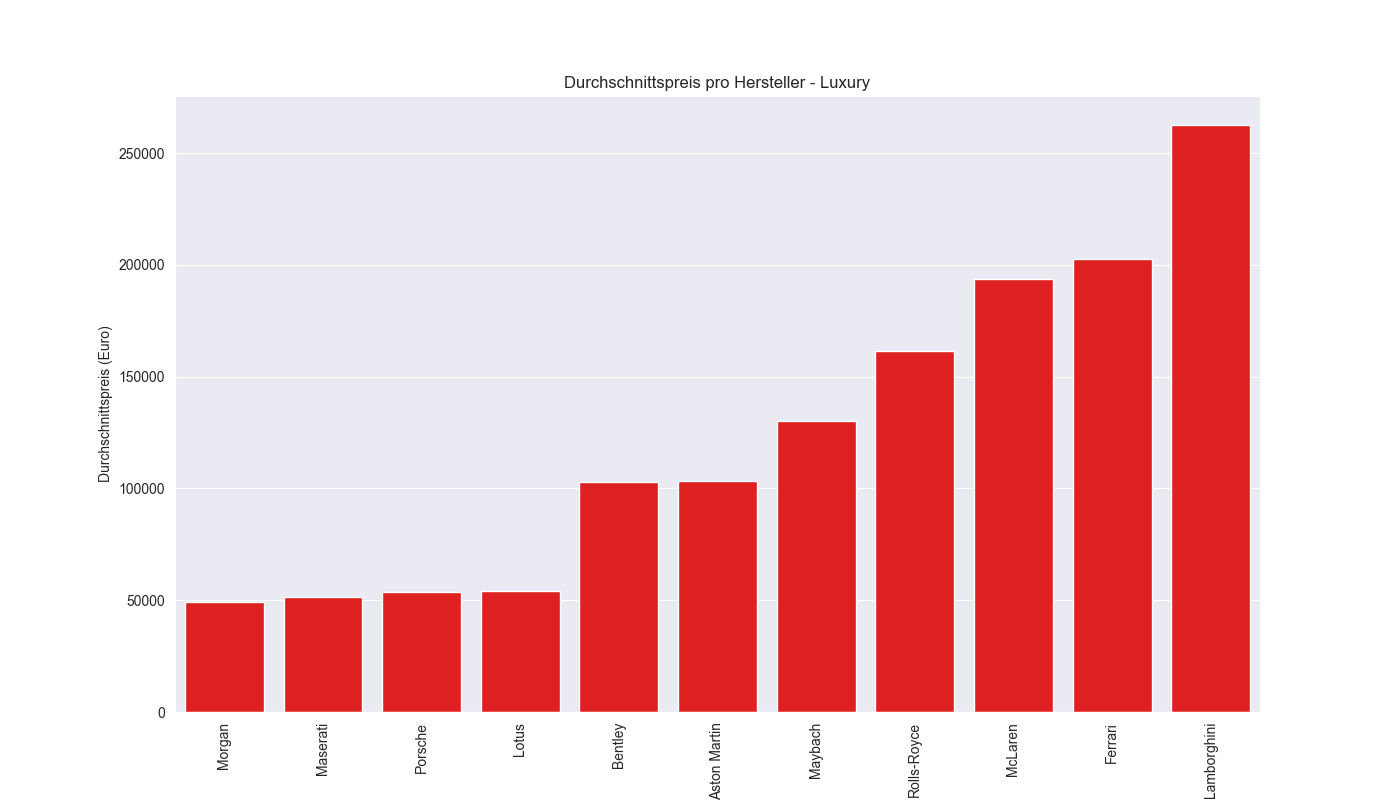 Durchschnittspreis pro Hersteller - Luxury
Durchschnittspreis (Euro)
250000
200000
150000
100000
50000
0
Morgan
Maserati
Porsche
Lotus
Bentley
Aston Martin
Maybach
Rolls-Royce
McLaren
Ferrari
Lamborghini